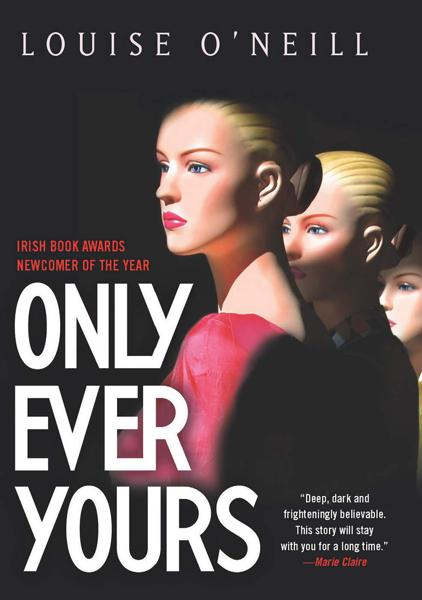 LOUISE O'NEILL
IRISH BOOK AWARDS
NEWCOMER OF THE YEAR
ONLY
EVER
YOURS
“Deep, dark and
frighteningly believable.
This story will stay
with you for a long time.”
—Marie Claire